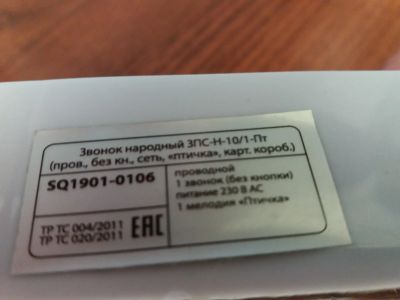 Звонок народный ЗПС-Н-10/1-Пт
(пров., без кн., сеть, «птичка», карт. короб.)
SQ1901-0106
ТР ТС 004/2011
ТР ТС 020/2011
EAC
проводной
1 звонок (без кнопки)
питание 230 В АС
1 мелодия «Птичка»